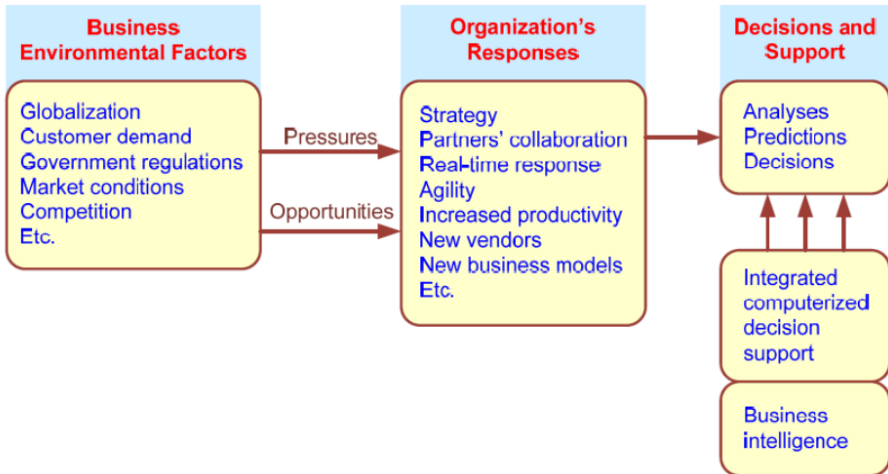 Business
Environmental Factors
Globalization
Customer demand
Government regulations
Market conditions
Competition
Etc.
Pressures
Opportunities
Organization's
Responses
Strategy
Partners' collaboration
Real-time response
Agility
Increased productivity
New vendors
New business models
Etc.
Decisions and
Support
Analyses
Predictions
Decisions
Integrated
computerized
decision
support
Business
intelligence